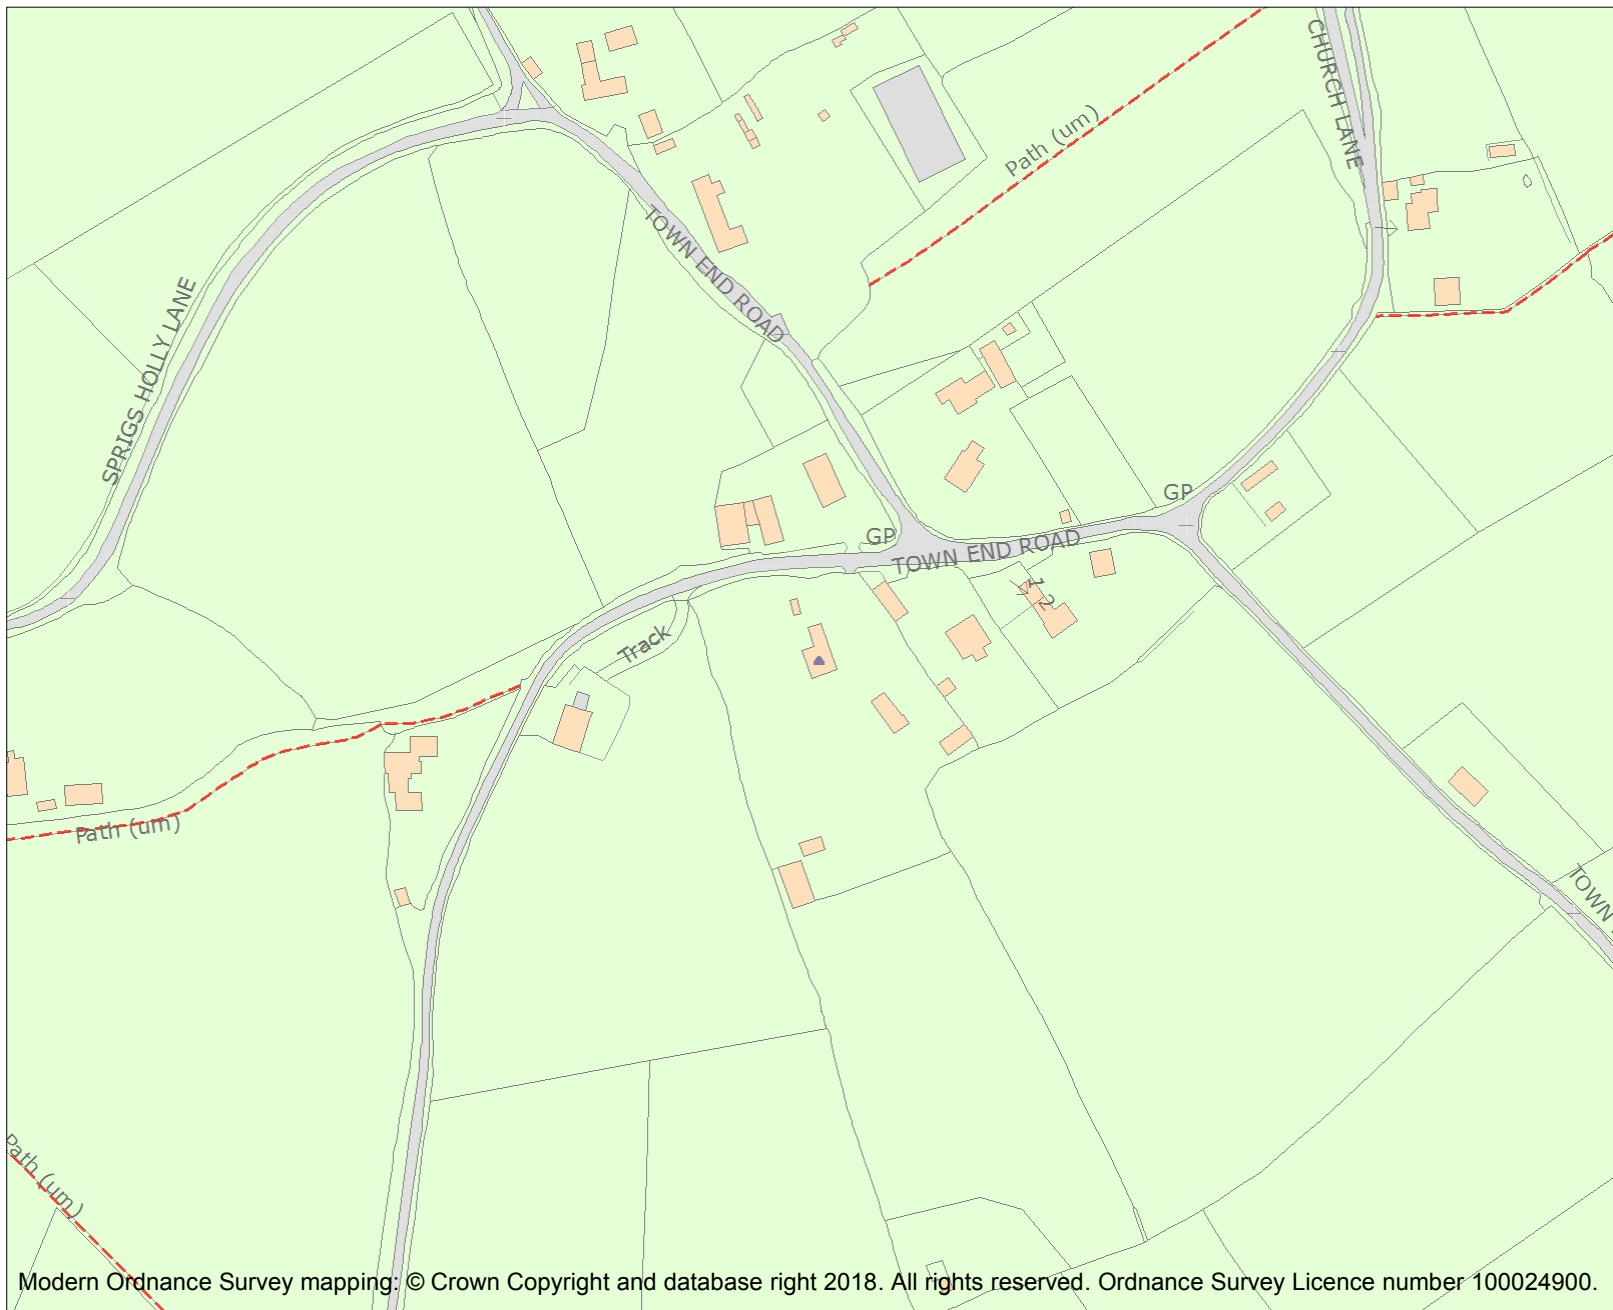 CHURCH LANE
Path (um)
TOWN END ROAD
SPRIGS HOLLY LANE
GP
GP
TOWN END ROAD
1
2
Track
Path (um)
TOWN
Path (um)
Modern Ordnance Survey mapping: © Crown Copyright and database right 2018. All rights reserved. Ordnance Survey Licence number 100024900.